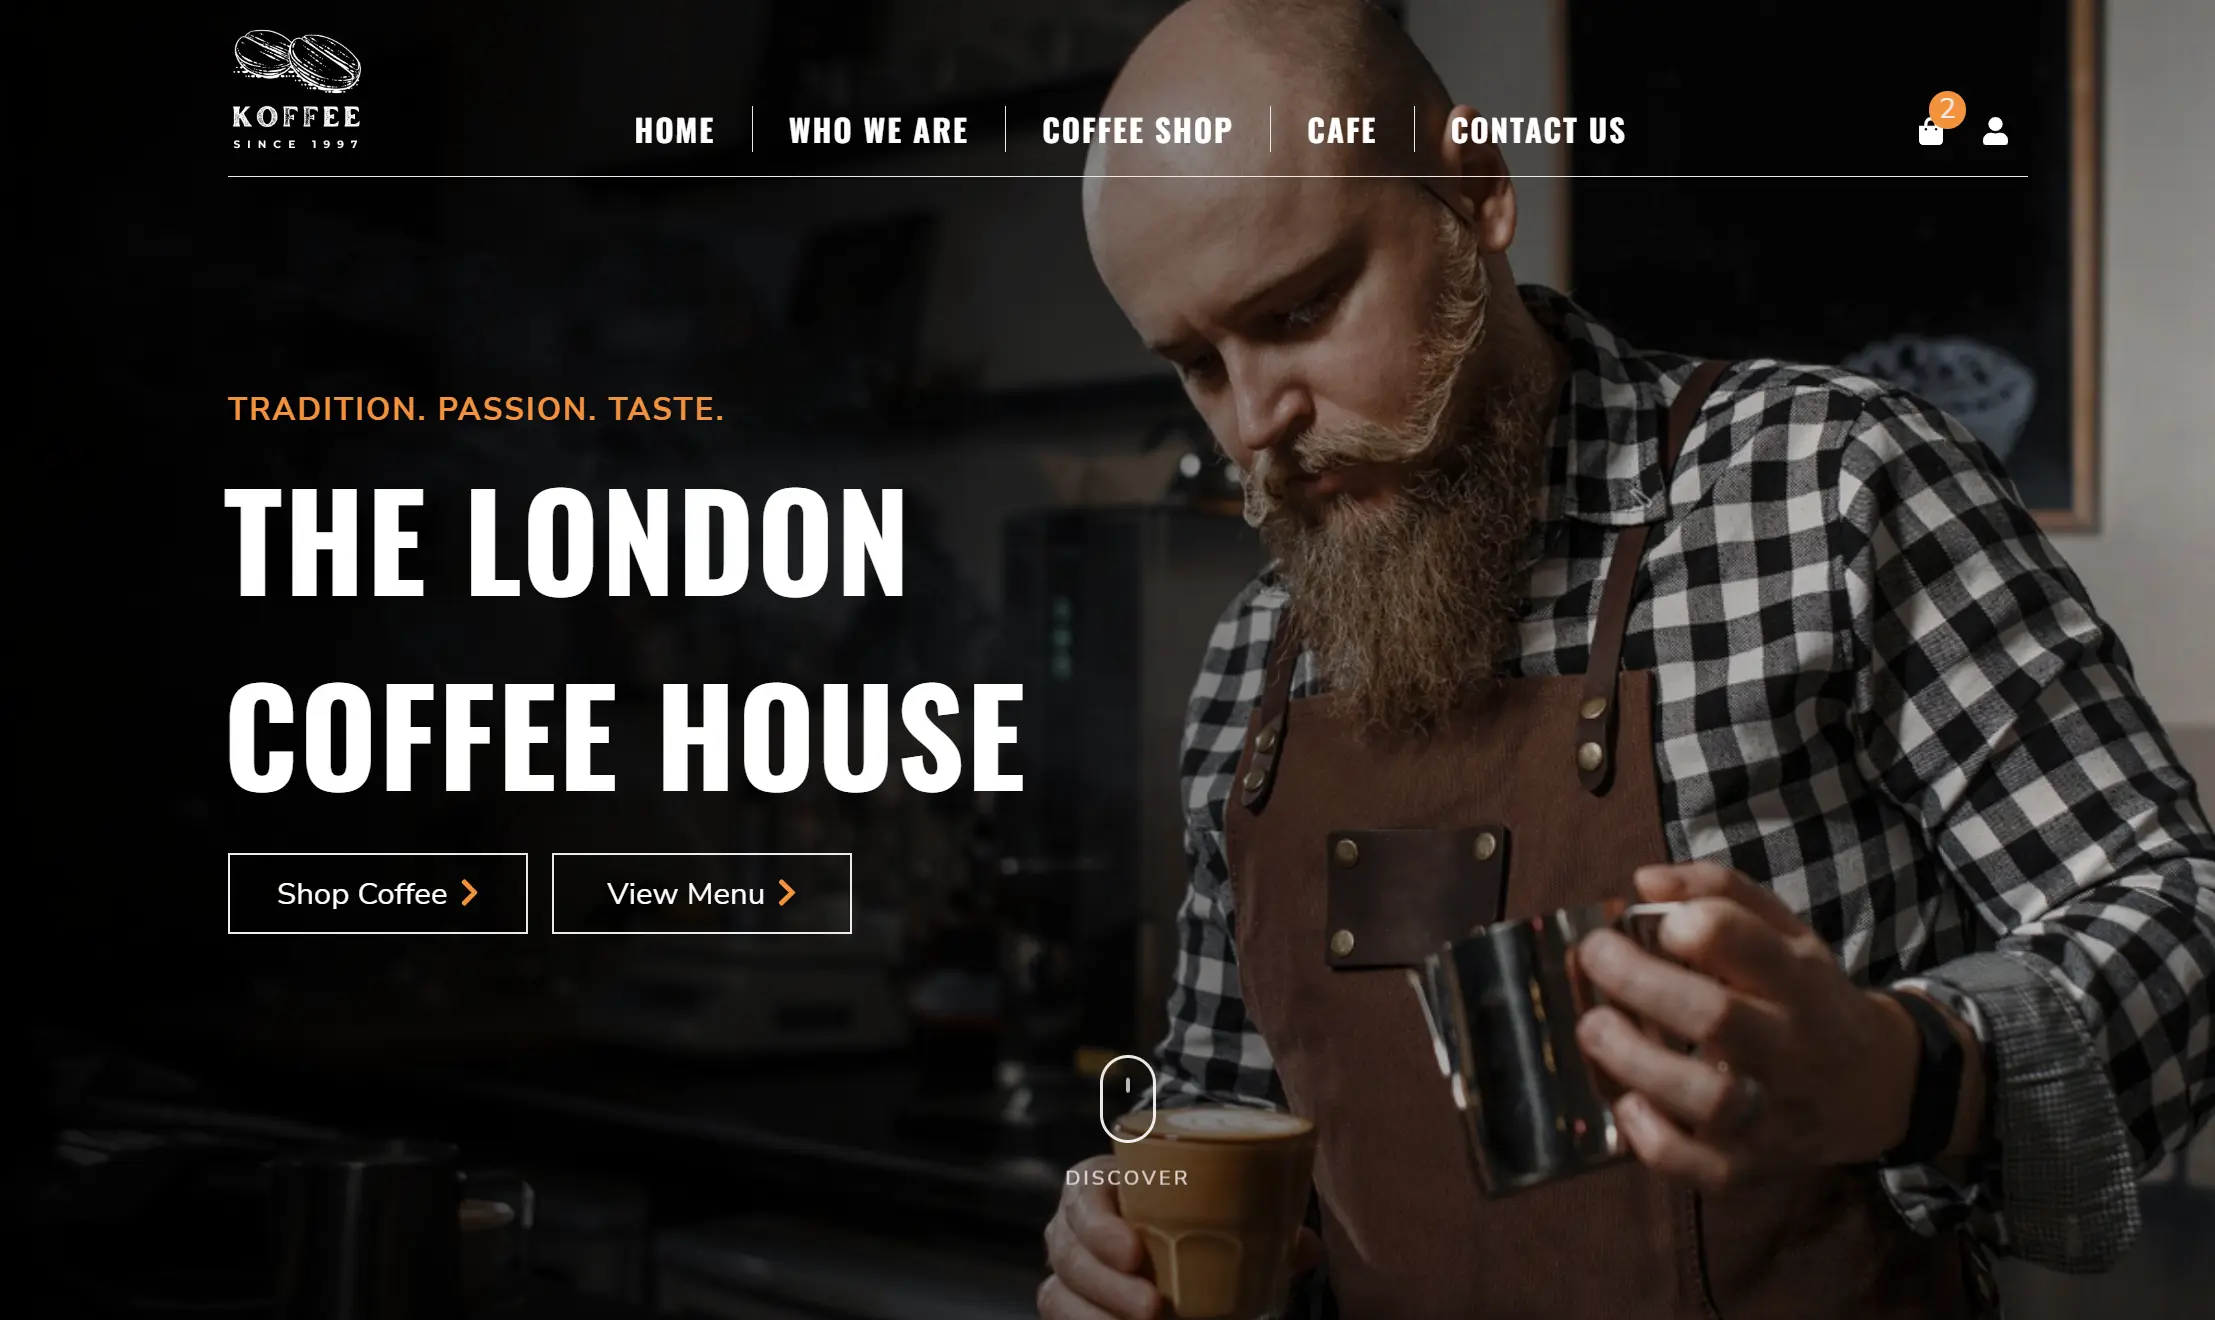 KOFFEE
SINCE 1997
HOME
WHO WE ARE
COFFEE SHOP
CAFE
CONTACT US
2
TRADITION. PASSION. TASTE.
THE LONDON
COFFEE HOUSE
Shop Coffee
View Menu
DISCOVER